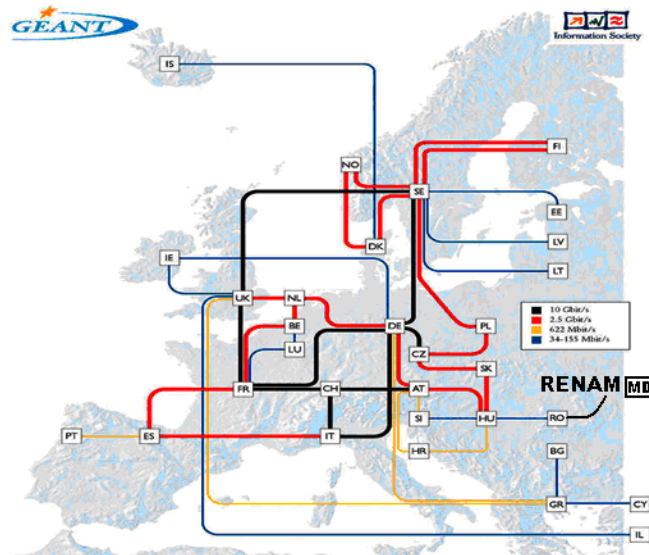 GEANT
Information Society
IS
FI
NO
SE
EE
DK
LV
IE
LT
UK
NL
BE
DE
PL
LU
CZ
SK
FR
CH
AT
RENAM MD
SI
HU
RO
PT
ES
IT
HR
BG
GR
CY
IL
10 Gbit/s
2.5 Gbit/s
622 Mbit/s
34-155 Mbit/s